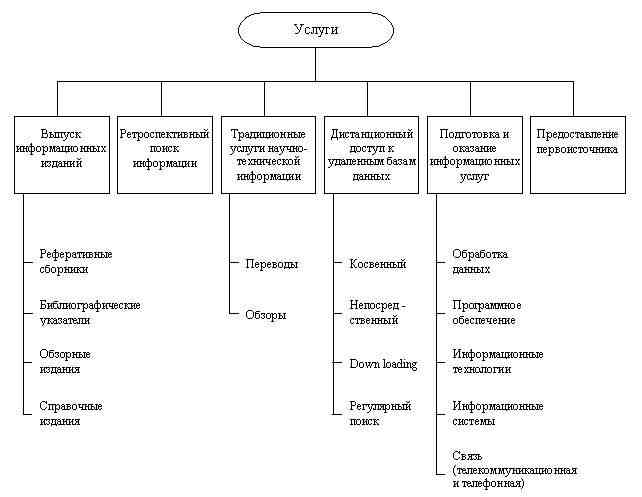 Услуги
Выпуск
информационных
изданий
Ретроспективный
поиск
информации
Традиционные
услуги научно-
технической
информации
Дистанционный
доступ к
удаленным базам
данных
Подготовка и
оказание
информационных
услуг
Предоставление
первоисточника
Реферативные
сборники
Библиографические
указатели
Обзорные
издания
Справочные
издания
Переводы
Обзоры
Косвенный
Непосред -
ственный
Down loading
Регулярный
поиск
Обработка
данных
Программное
обеспечение
Информационные
технологии
Информационные
системы
Связь
(телекоммуникационная
и телефонная)